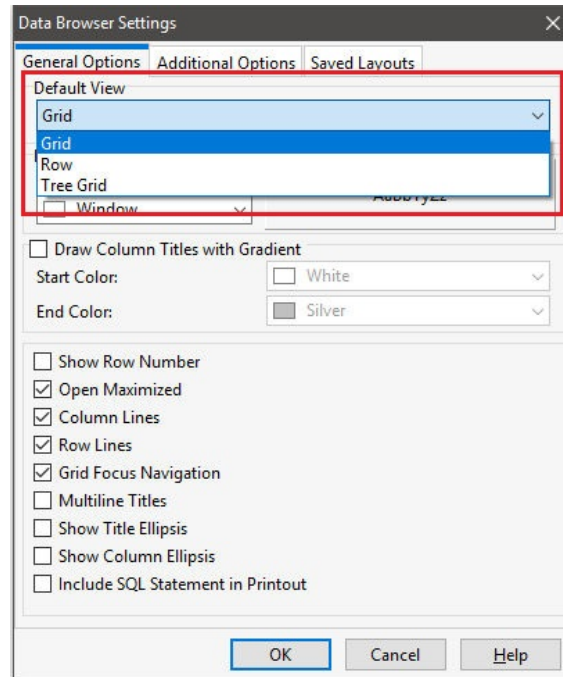 Data Browser Settings
General Options Additional Options Saved Layouts
Default View
Grid
Grid
Row
Tree Grid
Window
Draw Column Titles with Gradient
Start Color: White
End Color: Silver
Show Row Number
Open Maximized
Column Lines
Row Lines
Grid Focus Navigation
Multiline Titles
Show Title Ellipsis
Show Column Ellipsis
Include SQL Statement in Printout
OK Cancel Help